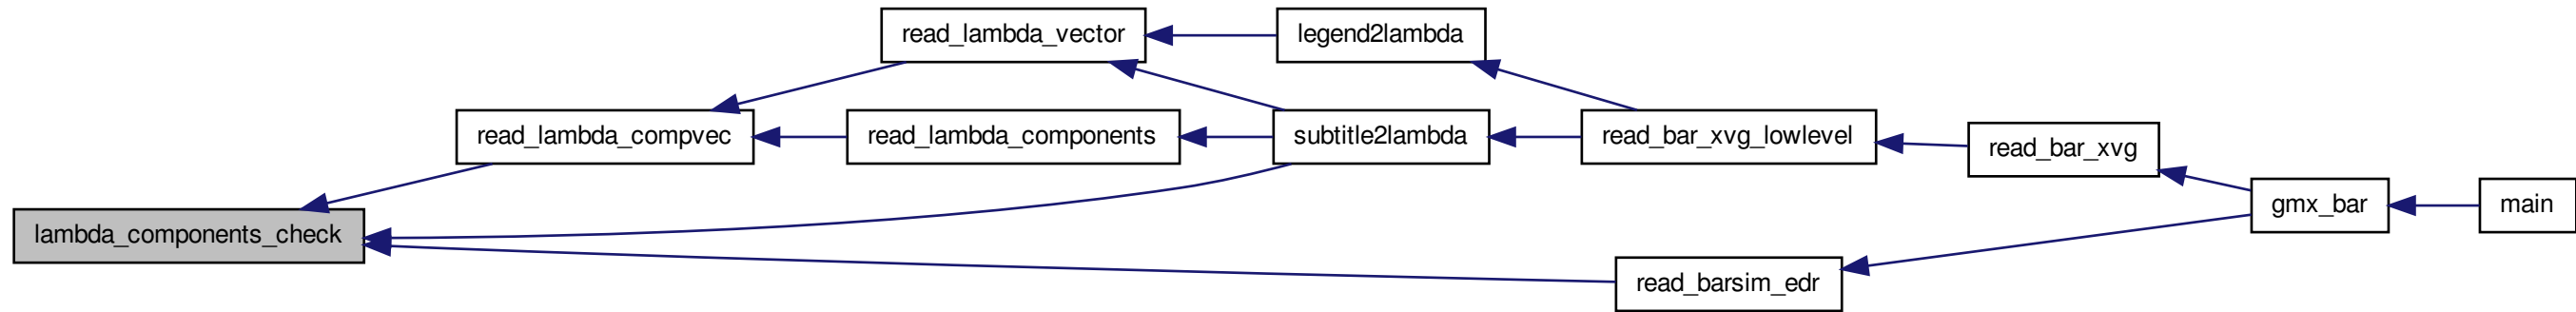 read_lambda_vector
legend2lambda
read_lambda_compvec
read_lambda_components
subtitle2lambda
read_bar_xvg_lowlevel
read_bar_xvg
lambda_components_check
gmx_bar
main
read_barsim_edr